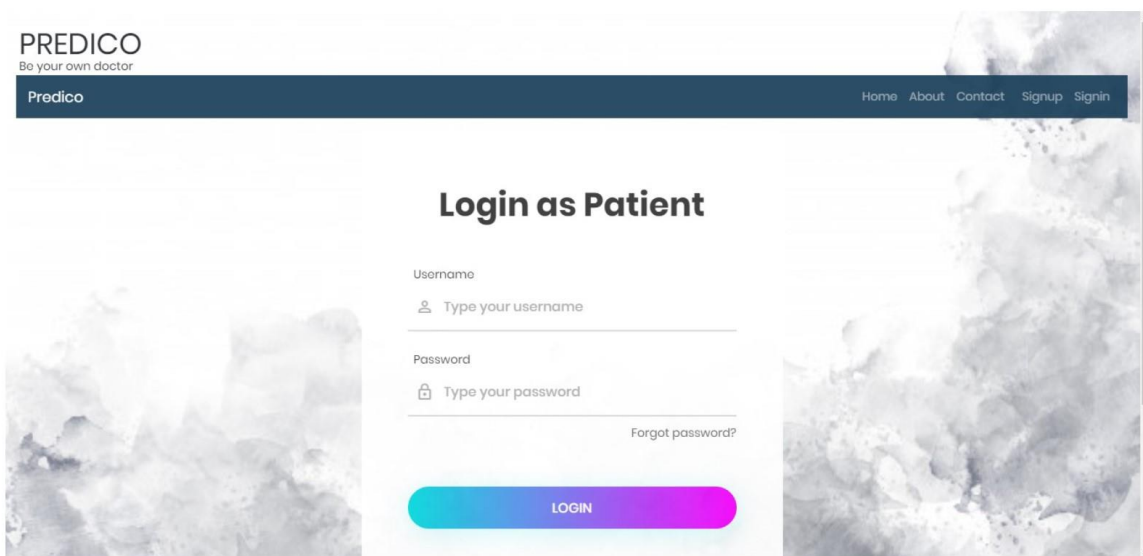 PREDICO
Be your own doctor
Predico
Home About Contact Signup Signin
Login as Patient
Username
Type your username
Password
Type your password
Forgot password?
LOGIN